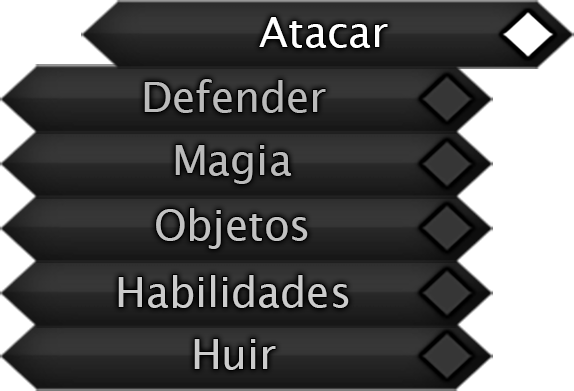 Atacar
Defender
Magia
Objetos
Habilidades
Huir